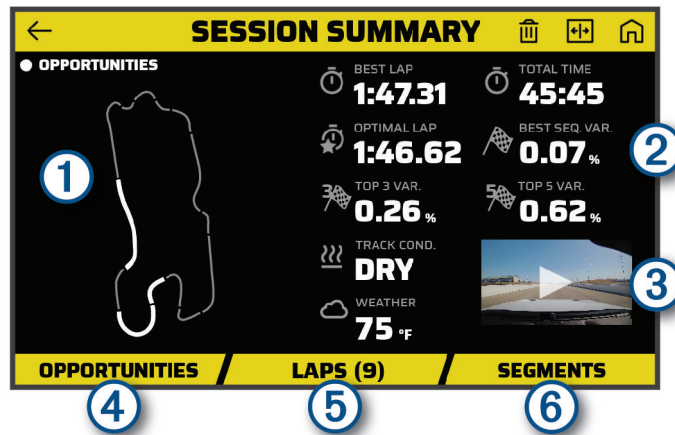 SESSION SUMMARY
OPPORTUNITIES
BEST LAP
1:47.31
TOTAL TIME
45:45
OPTIMAL LAP
1:46.62
BEST SEQ. VAR.
0.07 %
3
TOP 3 VAR.
0.26 %
5
TOP 5 VAR.
0.62 %
TRACK COND.
DRY
WEATHER
75 °F
1
2
3
OPPORTUNITIES
LAPS (9)
SEGMENTS
4
5
6